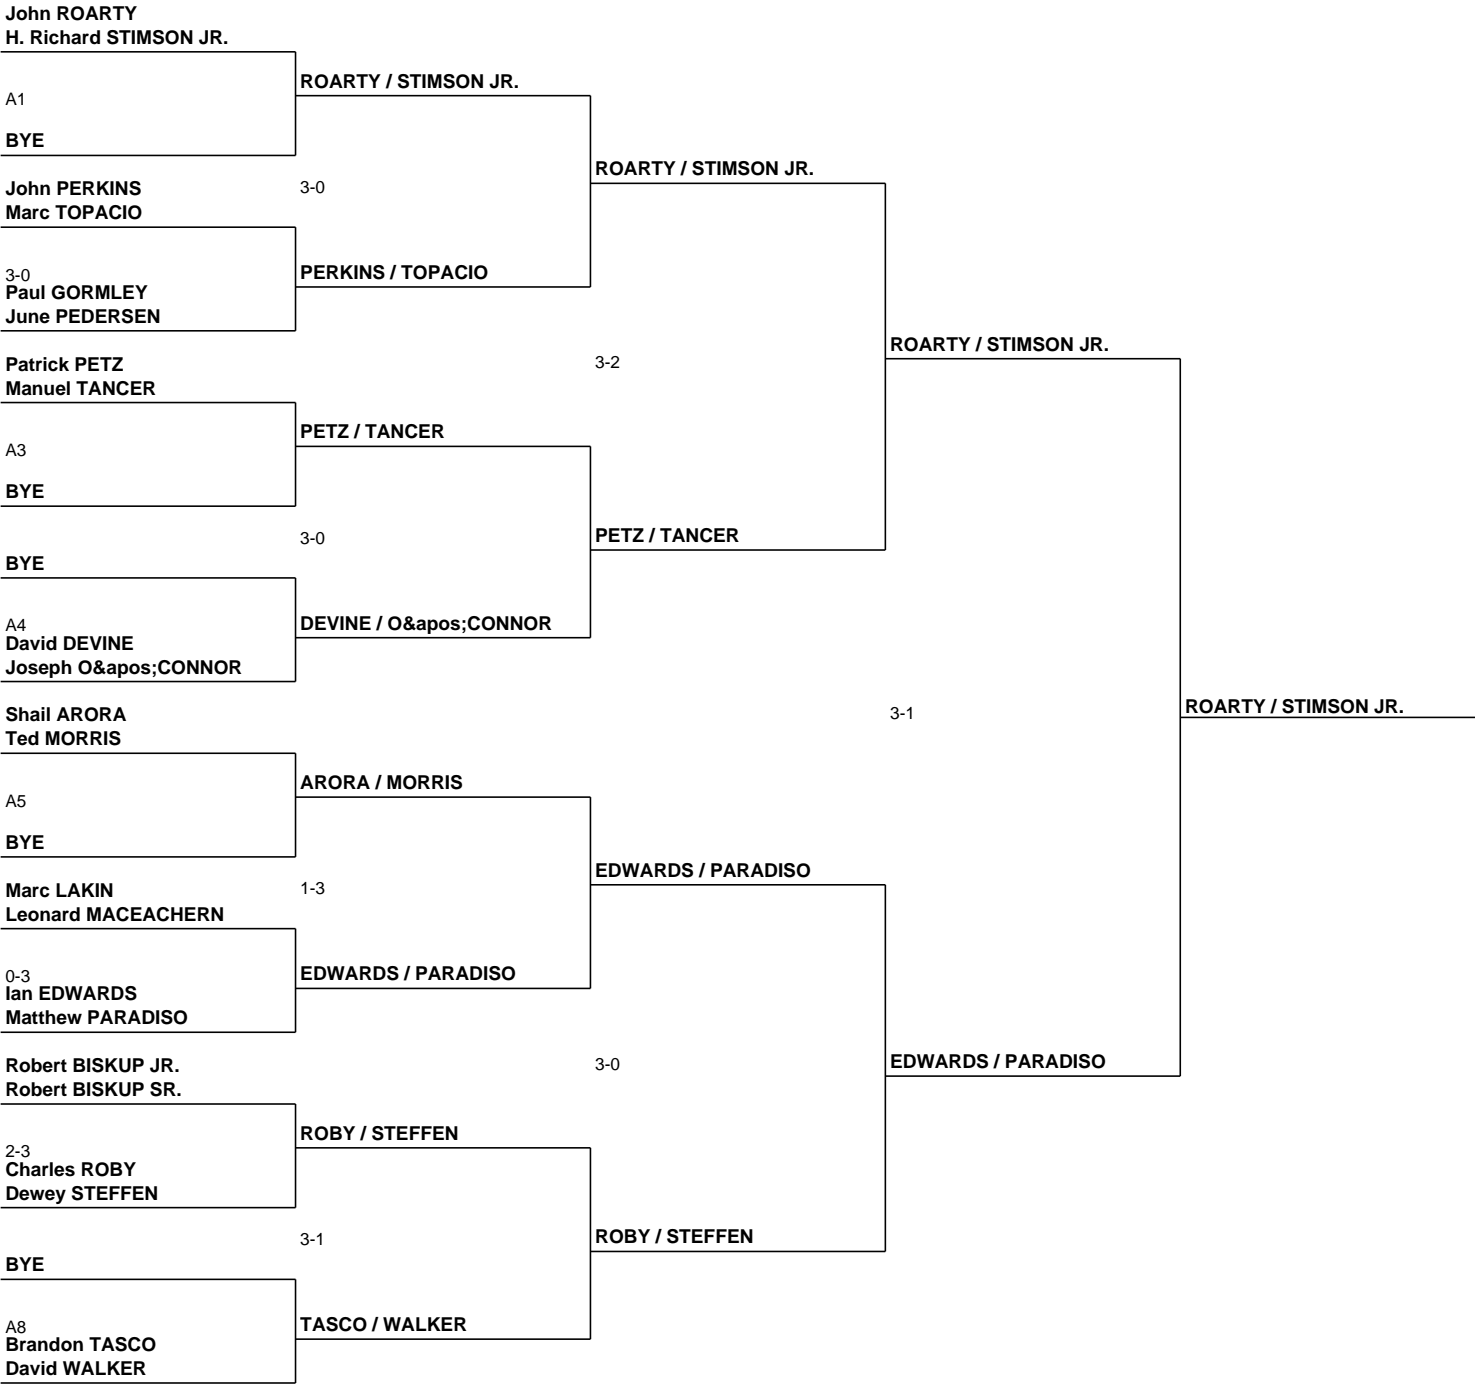 John ROARTY
H. Richard STIMSON JR.
A1
BYE
John PERKINS
Marc TOPACIO
3-0
Paul GORMLEY
June PEDERSEN
Patrick PETZ
Manuel TANCER
A3
BYE
BYE
A4
David DEVINE
Joseph O&apos;CONNOR
Shail ARORA
Ted MORRIS
A5
BYE
Marc LAKIN
Leonard MACEACHERN
0-3
Ian EDWARDS
Matthew PARADISO
Robert BISKUP JR.
Robert BISKUP SR.
2-3
Charles ROBY
Dewey STEFFEN
BYE
A8
Brandon TASCO
David WALKER
ROARTY / STIMSON JR.
3-0
PERKINS / TOPACIO
PETZ / TANCER
3-0
DEVINE / O&apos;CONNOR
ARORA / MORRIS
1-3
EDWARDS / PARADISO
ROBY / STEFFEN
3-1
TASCO / WALKER
ROARTY / STIMSON JR.
3-2
PETZ / TANCER
EDWARDS / PARADISO
3-0
ROBY / STEFFEN
ROARTY / STIMSON JR.
3-1
EDWARDS / PARADISO
ROARTY / STIMSON JR.